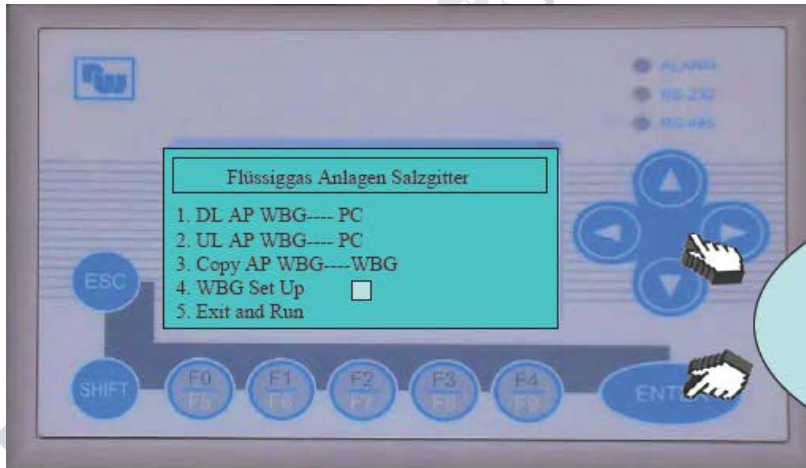 ALARM
RS-232
RS-485
Flüssiggas Anlagen Salzgitter
1. DL AP WBG---- PC
2. UL AP WBG---- PC
3. Copy AP WBG----WBG
4. WBG Set Up
5. Exit and Run
ESC
SHIFT
F0 F1 F2 F3 F4
F5 F6 F7 F8 F9